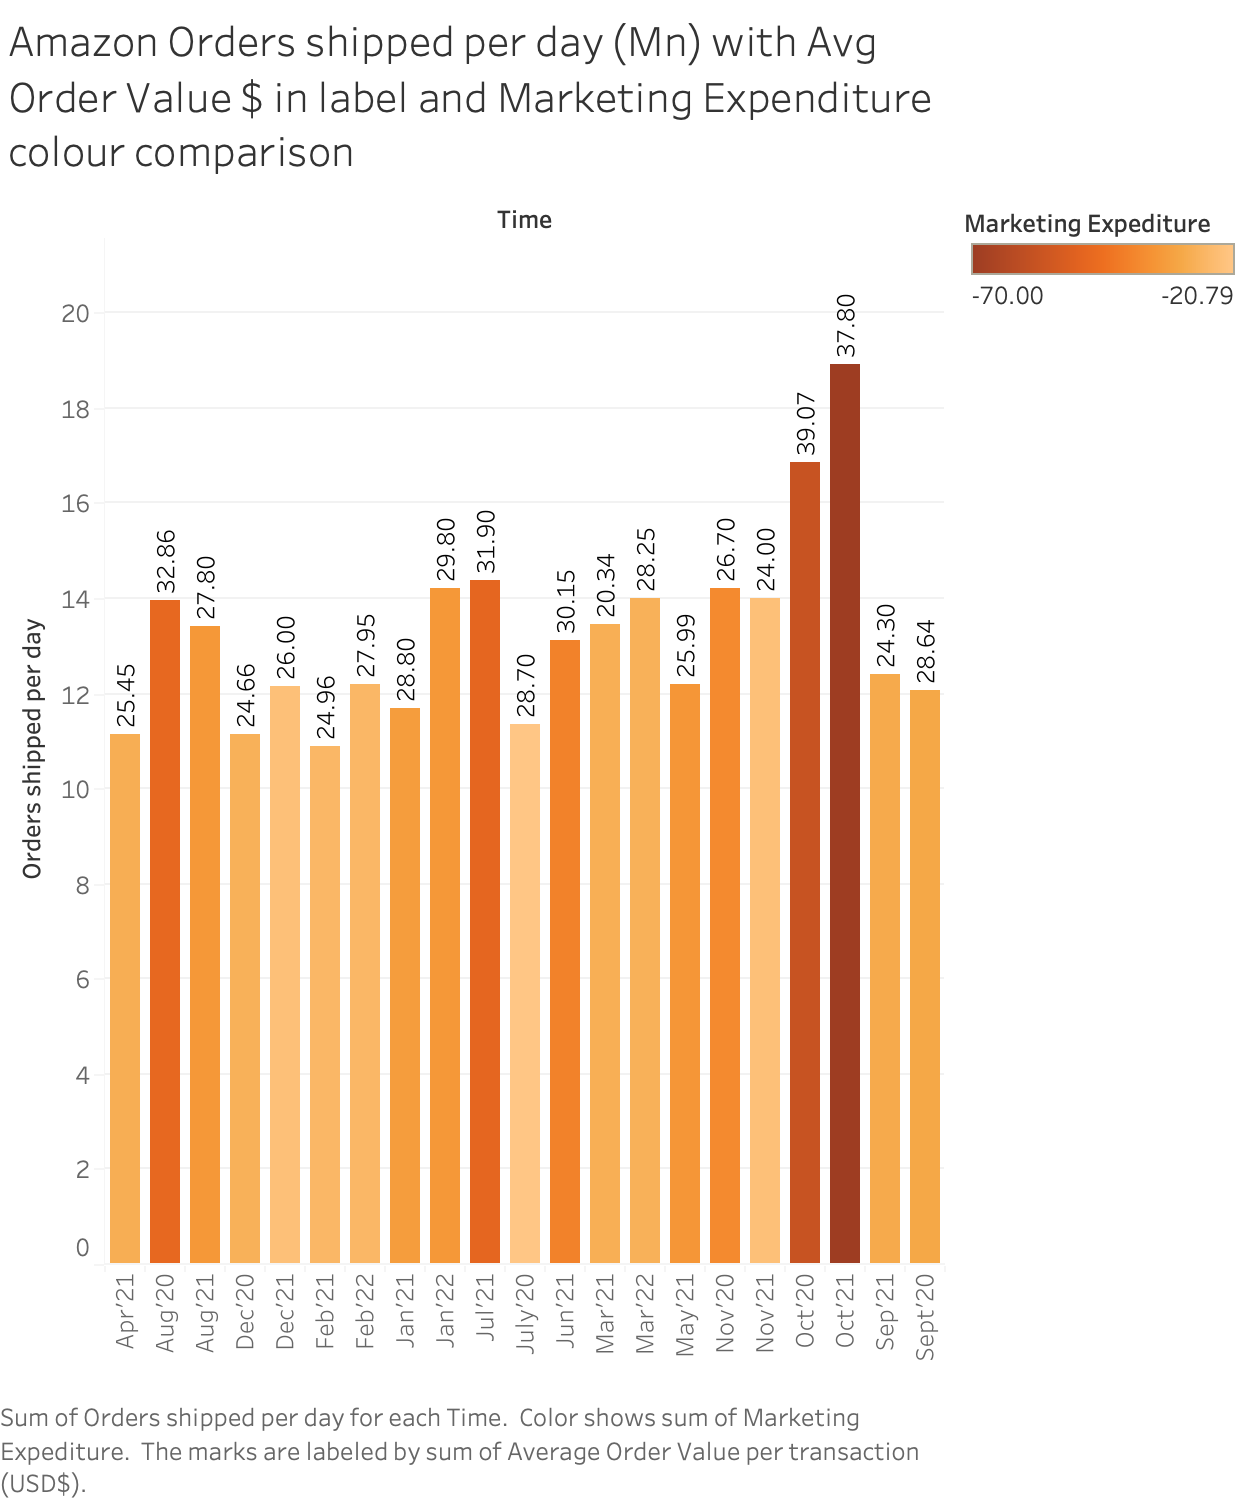 Amazon Orders shipped per day (Mn) with Avg
Order Value $ in label and Marketing Expenditure
colour comparison
Time
Marketing Expediture
-70.00
-20.79
Orders shipped per day
20
18
16
14
12
10
8
6
4
2
0
25.45
32.86
27.80
24.66
26.00
24.96
27.95
28.80
29.80
31.90
28.70
30.15
20.34
28.25
25.99
26.70
24.00
39.07
37.80
24.30
28.64
Apr’21
Aug’20
Aug’21
Dec’20
Dec’21
Feb’21
Feb’22
Jan’21
Jan’22
Jul’21
July’20
Jun’21
Mar’21
Mar’22
May’21
Nov’20
Nov’21
Oct’20
Oct’21
Sep’21
Sept’20
Sum of Orders shipped per day for each Time.  Color shows sum of Marketing
Expediture.  The marks are labeled by sum of Average Order Value per transaction
(USD$).